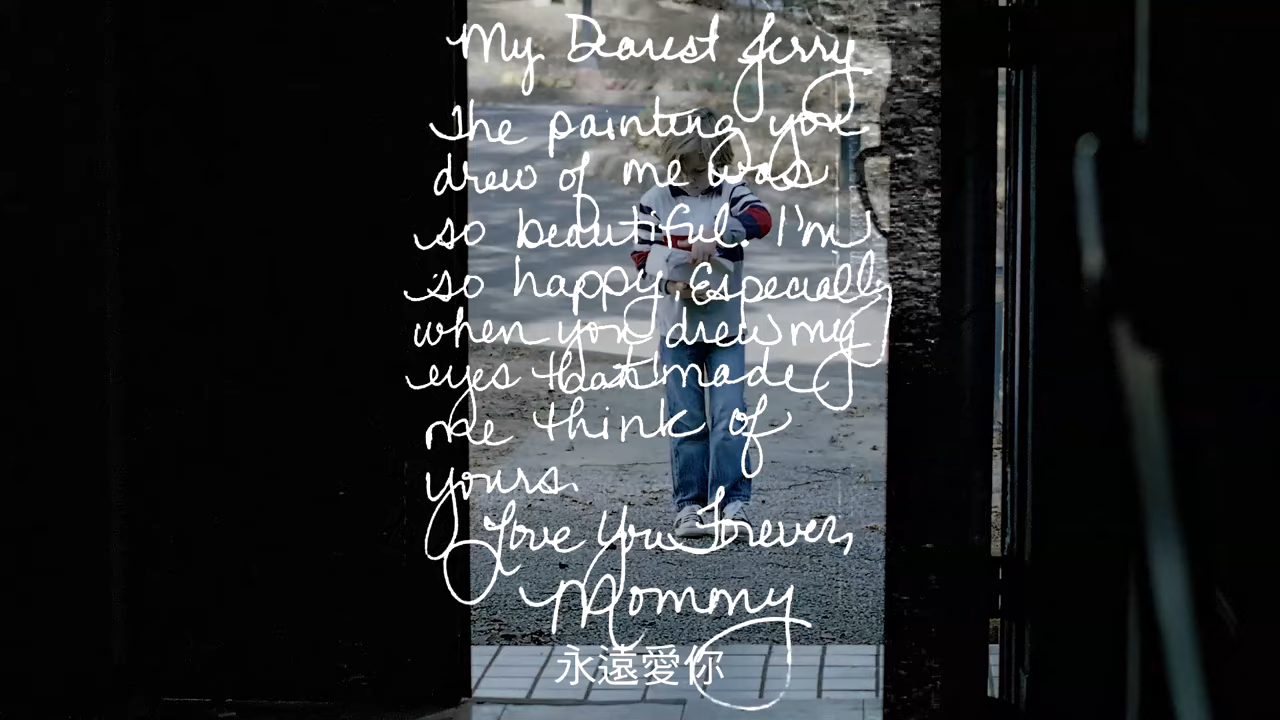 My Dearest Jerry
The painting you
drew of me was
so beautiful. I'm
so happy, Especially
when you drew my
eyes that made
me think of
yours.
Love You Forever,
Mommy
永遠愛你